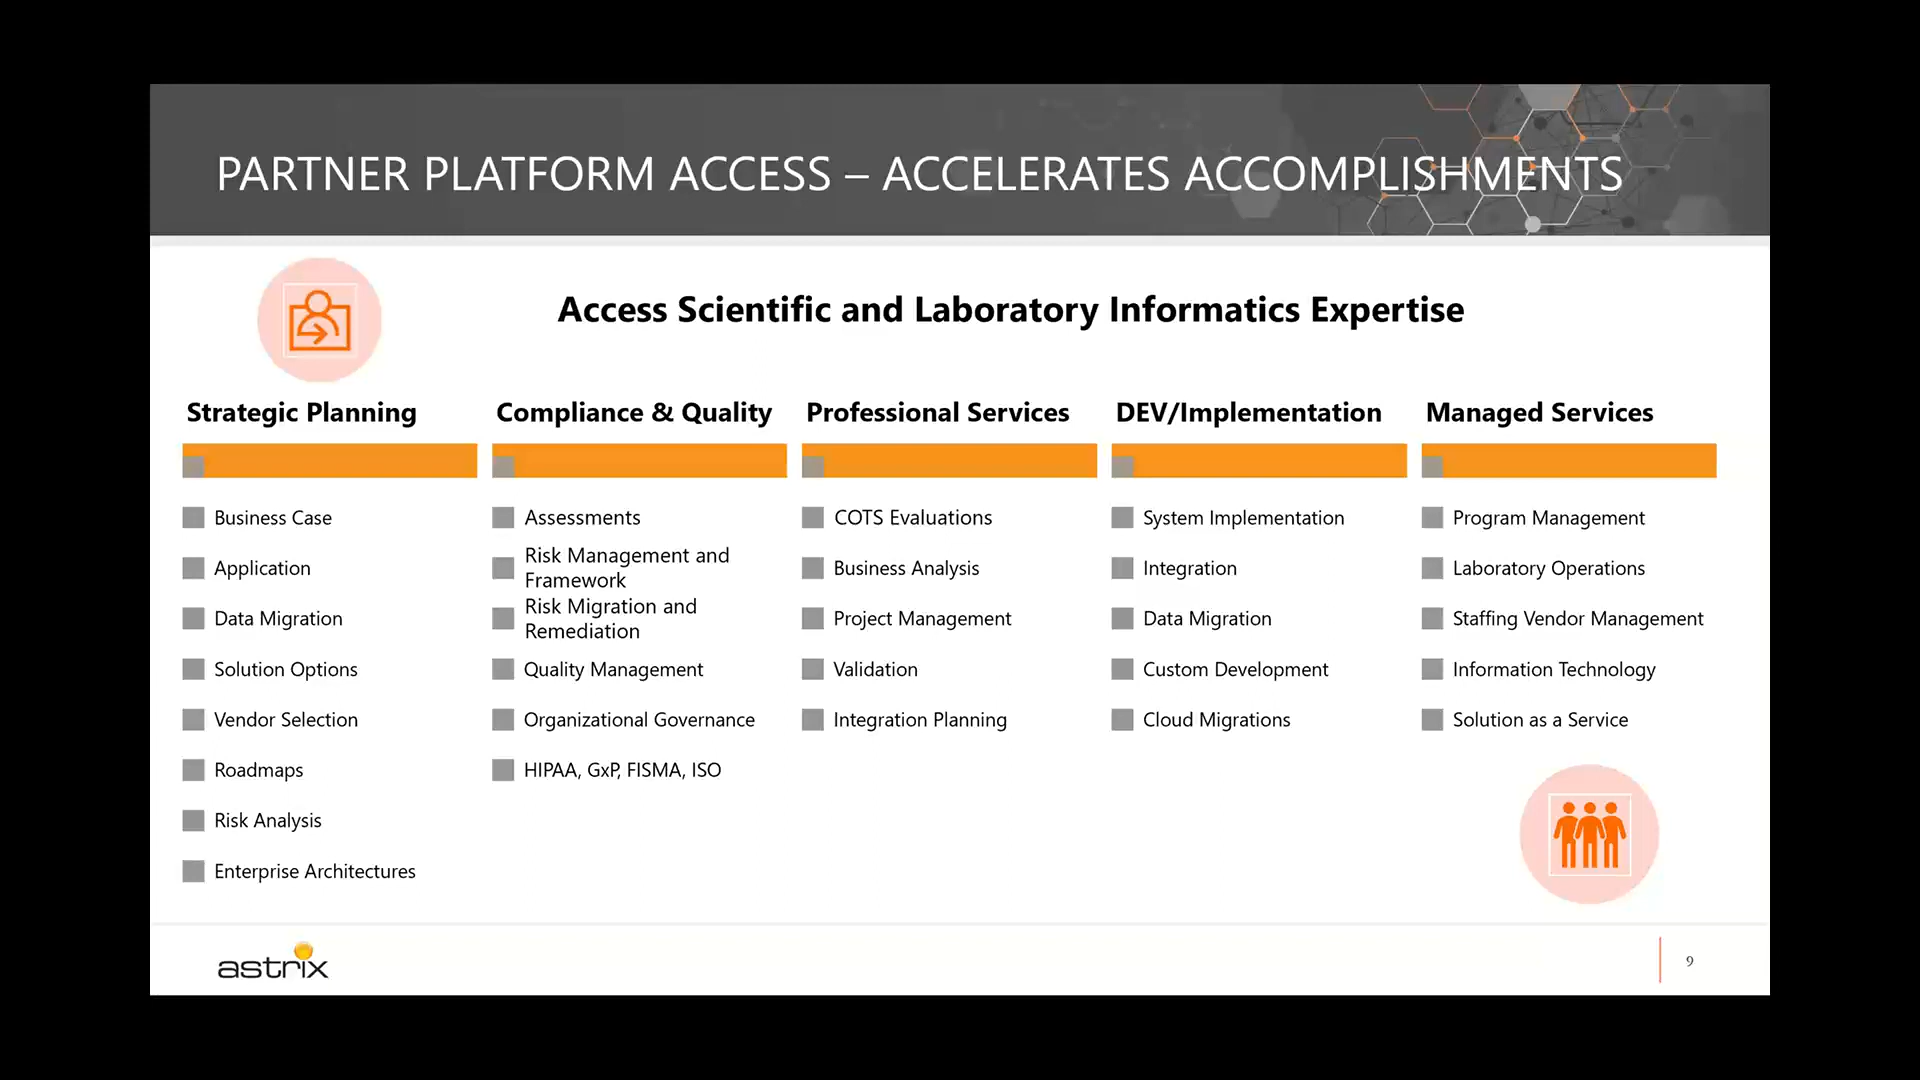 PARTNER PLATFORM ACCESS – ACCELERATES ACCOMPLISHMENTS
Access Scientific and Laboratory Informatics Expertise
Strategic Planning
Business Case
Application
Data Migration
Solution Options
Vendor Selection
Roadmaps
Risk Analysis
Enterprise Architectures
Compliance & Quality
Assessments
Risk Management and
Framework
Risk Migration and
Remediation
Quality Management
Organizational Governance
HIPAA, GxP, FISMA, ISO
Professional Services
COTS Evaluations
Business Analysis
Project Management
Validation
Integration Planning
DEV/Implementation
System Implementation
Integration
Data Migration
Custom Development
Cloud Migrations
Managed Services
Program Management
Laboratory Operations
Staffing Vendor Management
Information Technology
Solution as a Service
astrix
9